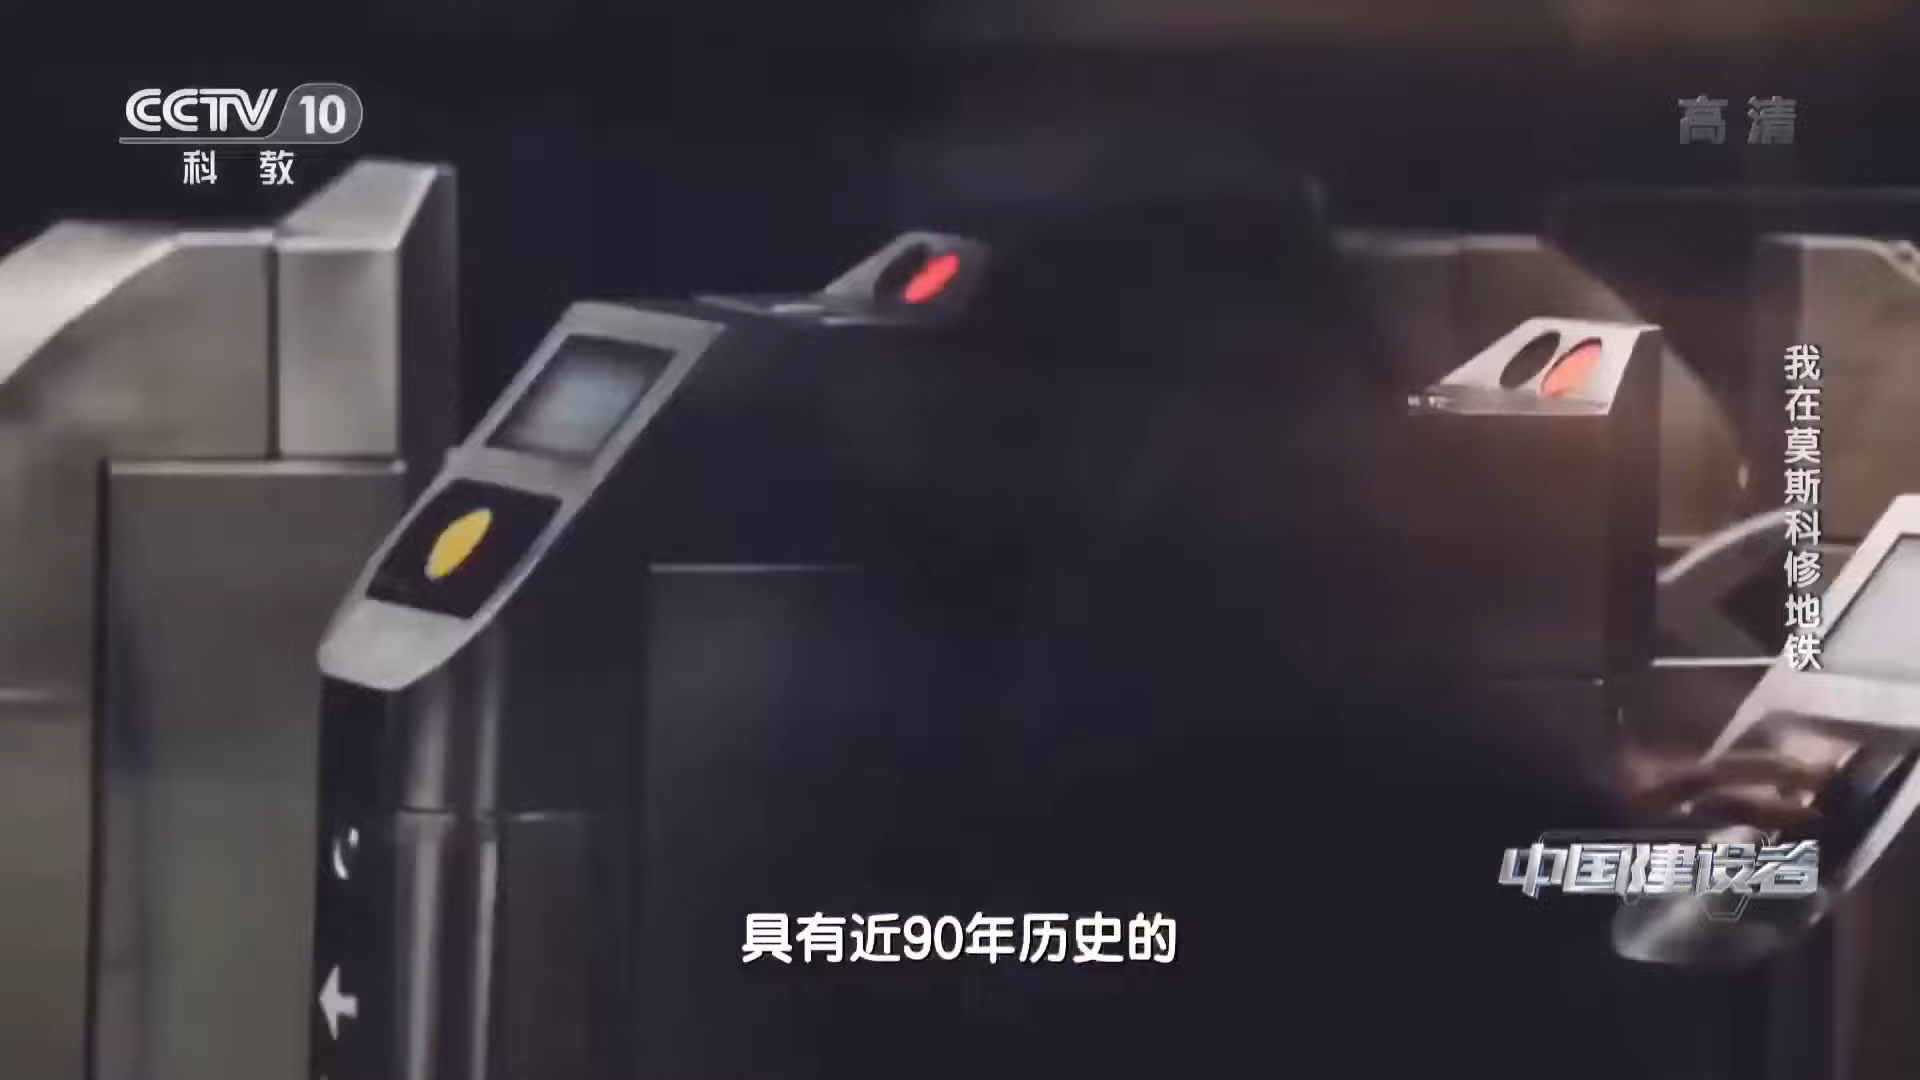 CCTV 10
科 教
高 清
我在莫斯科修地铁
中国建设者
具有近90年历史的